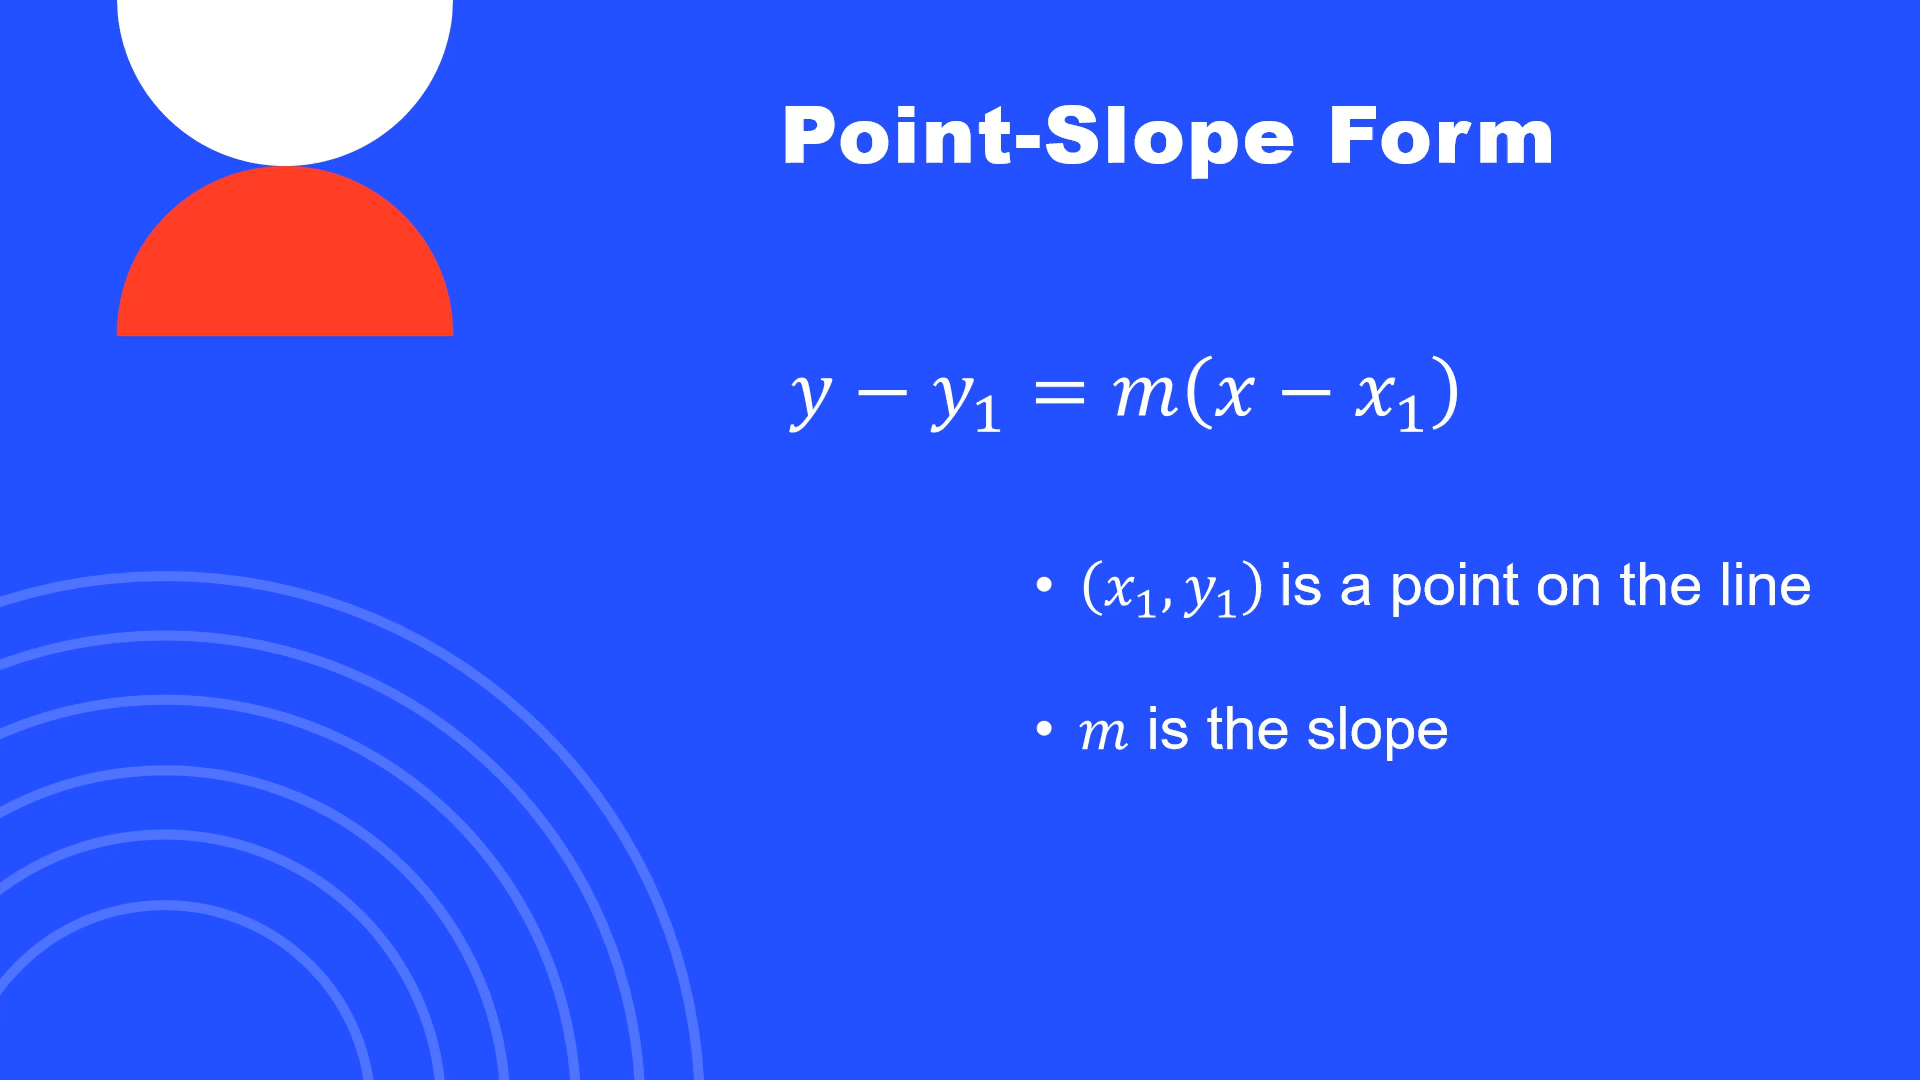 Point-Slope Form
𝑦 − 𝑦₁ = 𝑚(𝑥 − 𝑥₁)
• (𝑥₁, 𝑦₁) is a point on the line
• 𝑚 is the slope